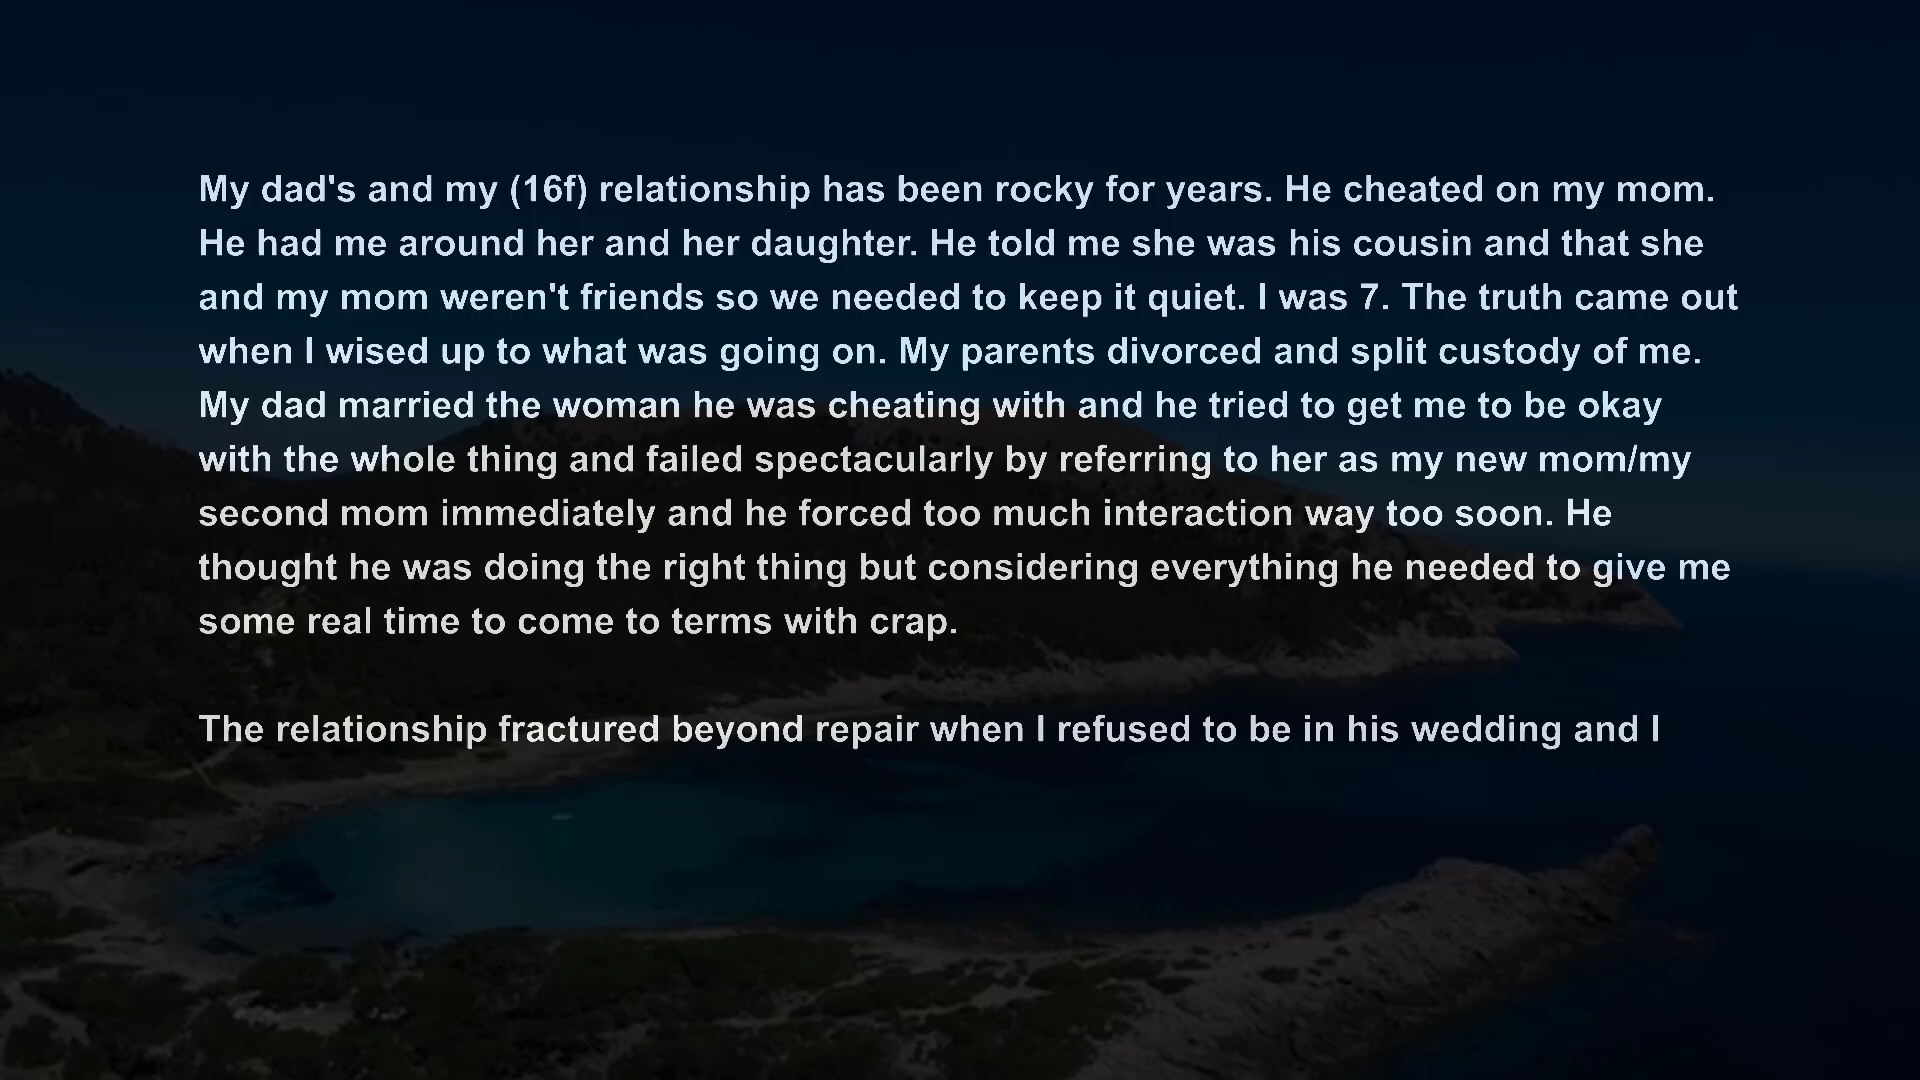 My dad's and my (16f) relationship has been rocky for years. He cheated on my mom.
He had me around her and her daughter. He told me she was his cousin and that she
and my mom weren't friends so we needed to keep it quiet. I was 7. The truth came out
when I wised up to what was going on. My parents divorced and split custody of me.
My dad married the woman he was cheating with and he tried to get me to be okay
with the whole thing and failed spectacularly by referring to her as my new mom/my
second mom immediately and he forced too much interaction way too soon. He
thought he was doing the right thing but considering everything he needed to give me
some real time to come to terms with crap.
The relationship fractured beyond repair when I refused to be in his wedding and I